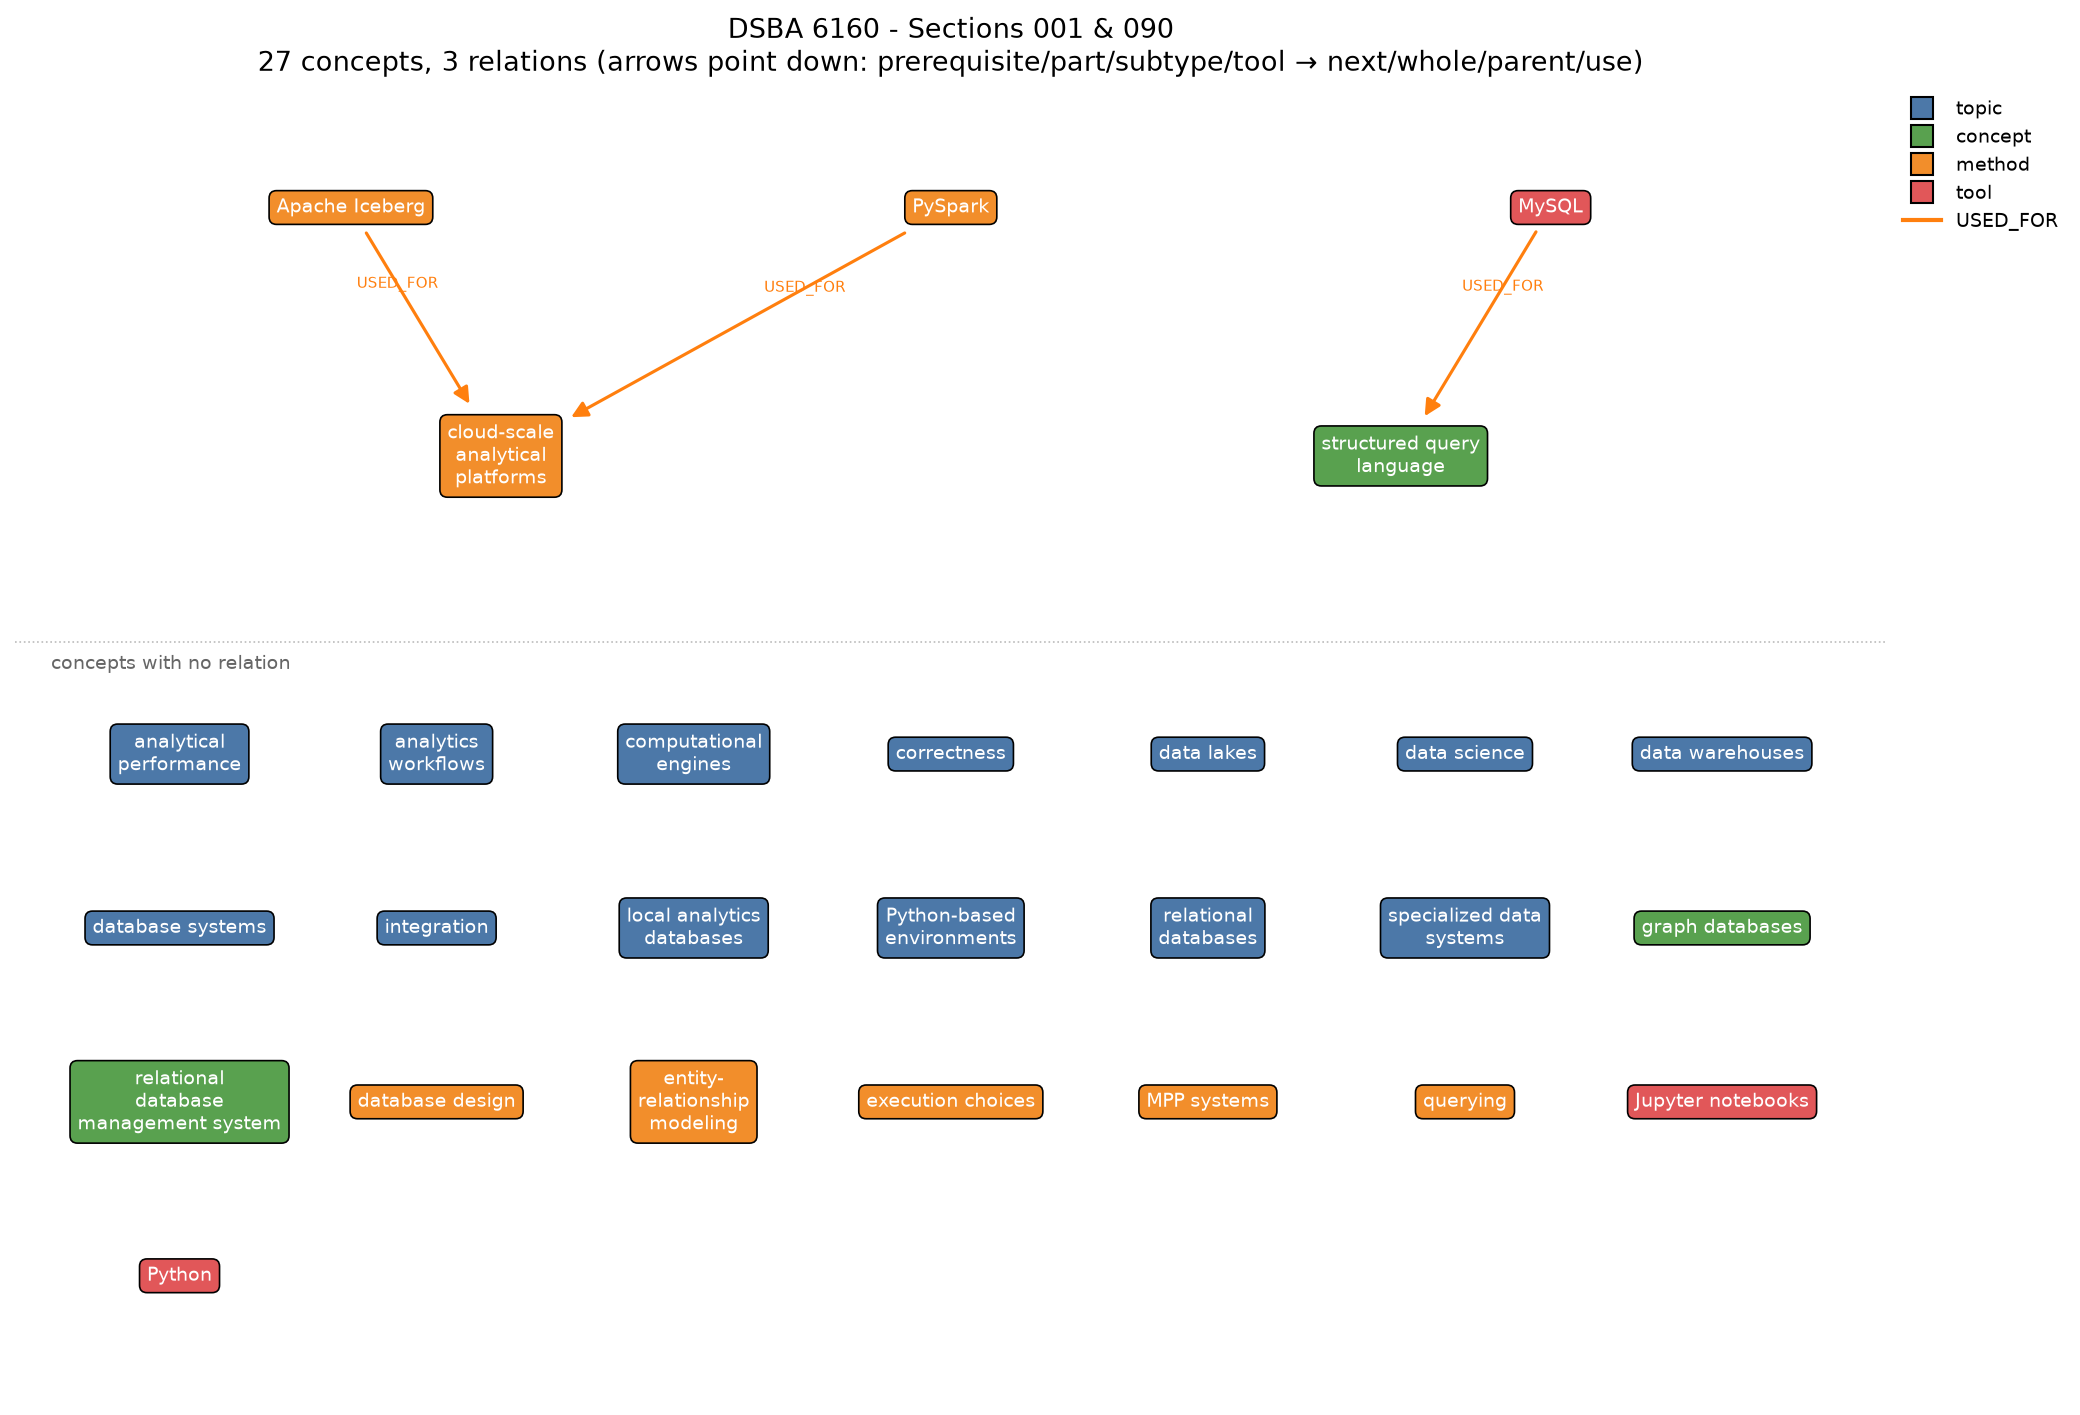 DSBA 6160 - Sections 001 & 090
27 concepts, 3 relations (arrows point down: prerequisite/part/subtype/tool → next/whole/parent/use)
topic
concept
method
tool
USED_FOR
Apache Iceberg
PySpark
MySQL
USED_FOR
USED_FOR
USED_FOR
cloud-scale
analytical
platforms
structured query
language
concepts with no relation
analytical
performance
analytics
workflows
computational
engines
correctness
data lakes
data science
data warehouses
database systems
integration
local analytics
databases
Python-based
environments
relational
databases
specialized data
systems
graph databases
relational
database
management system
database design
entity-
relationship
modeling
execution choices
MPP systems
querying
Jupyter notebooks
Python